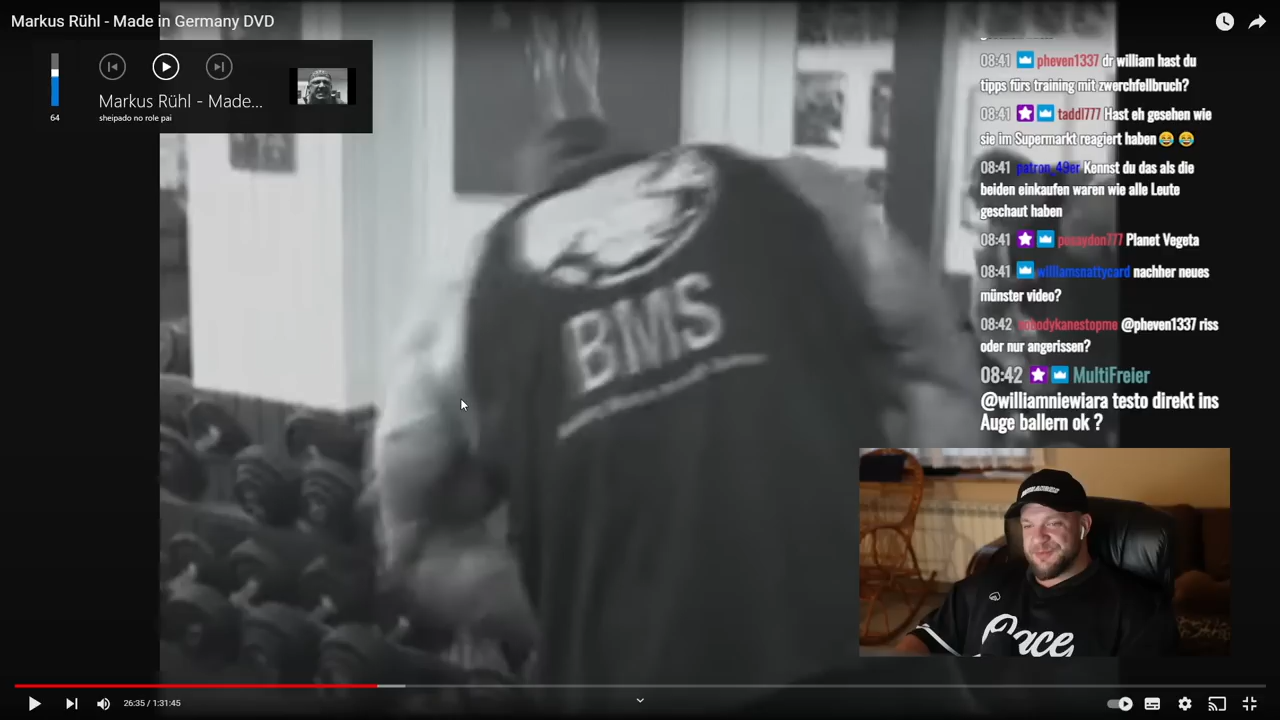 Markus Rühl - Made in Germany DVD
Markus Rühl - Made...
sheipado no role pai
64
08:41 pheven1337 dr william hast du
tipps fürs training mit zwerchfellbruch?
08:41 taddl777 Hast eh gesehen wie
sie im Supermarkt reagiert haben😂 😂
08:41 patron_49er Kennst du das als die
beiden einkaufen waren wie alle Leute
geschaut haben
08:41 posaydon777 Planet Vegeta
08:41 williamsnattycard nachher neues
münster video?
08:42 nobodykanestopme @pheven1337 riss
oder nur angerissen?
08:42 MultiFreier
@williamniewiara testo direkt ins
Auge ballern ok ?
BMS
26:35 / 1:31:45